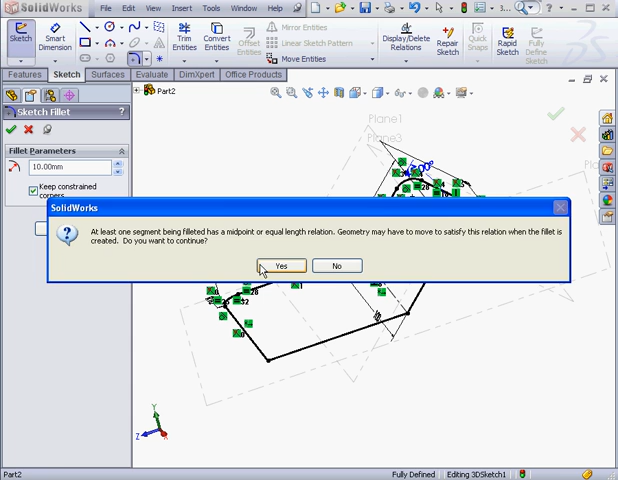 SolidWorks
File Edit View Insert Tools Window Help
3...
Sketch
Smart Dimension
Trim Entities
Convert Entities
Offset Entities
Mirror Entities
Linear Sketch Pattern
Move Entities
Display/Delete Relations
Repair Sketch
Quick Snaps
Rapid Sketch
Fully Define Sketch
Features Sketch Surfaces Evaluate DimXpert Office Products
Part2
Sketch Fillet ?
Plane1
Plane3
Fillet Parameters
10.00mm
Keep constrained corners
SolidWorks
At least one segment being filleted has a midpoint or equal length relation. Geometry may have to move to satisfy this relation when the fillet is
created. Do you want to continue?
Yes No
28
32
Y
Z
Part2 Fully Defined Editing 3DSketch1